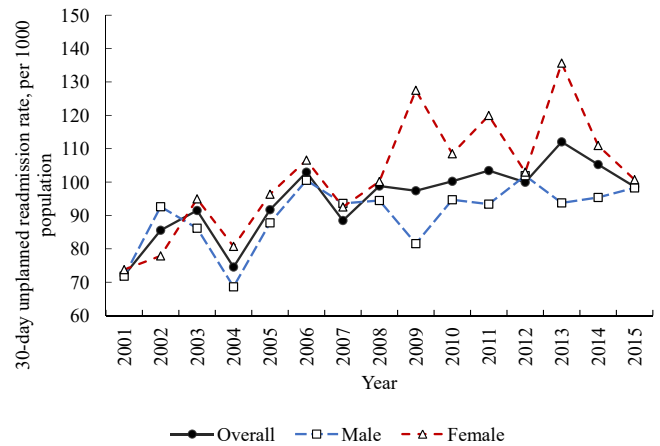 30-day unplanned readmission rate, per 1000
population
150
140
130
120
110
100
90
80
70
60
2001 2002 2003 2004 2005 2006 2007 2008 2009 2010 2011 2012 2013 2014 2015
Year
Overall Male Female